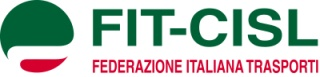 FIT-CISL
FEDERAZIONE ITALIANA TRASPORTI